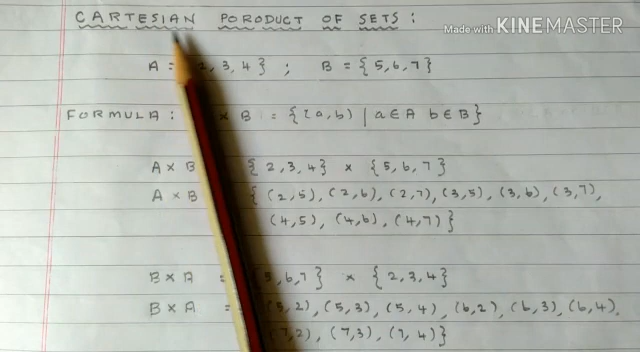 Made with KINEMASTER
CARTESIAN PORODUCT OF SETS :
A = 2, 3, 4 } ; B = { 5, 6, 7 }
FORMULA : × B = { (a, b) | a ∈ A b ∈ B }
A × B { 2, 3, 4 } × { 5, 6, 7 }
A × B { (2, 5), (2, 6), (2, 7), (3, 5), (3, 6), (3, 7),
(4, 5), (4, 6), (4, 7) }
B × A = 5, 6, 7 } × { 2, 3, 4 }
B × A = (5, 2), (5, 3), (5, 4), (6, 2), (6, 3), (6, 4),
(7, 2), (7, 3), (7, 4) }